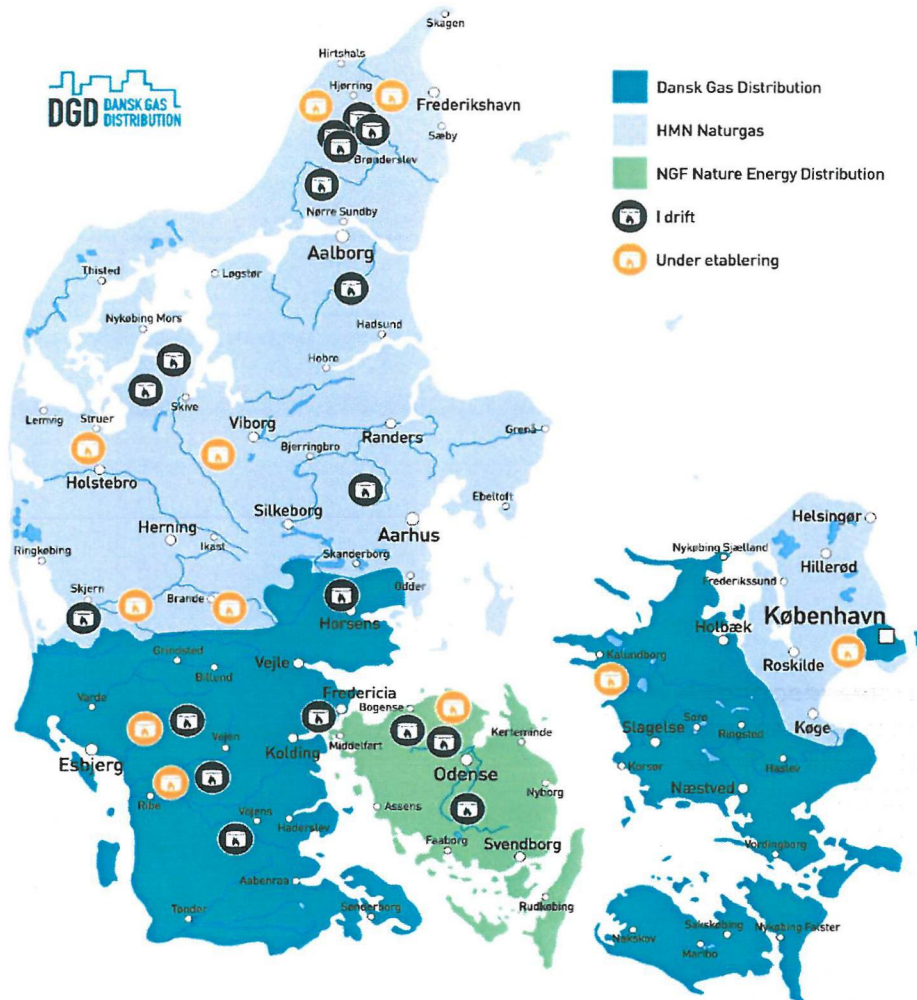 Skagen
Hirtshals
Hjørring
Frederikshavn
Sæby
Brønderslev
Nørre Sundby
Aalborg
DGD DANSK GAS
DISTRIBUTION
Dansk Gas Distribution
HMN Naturgas
NGF Nature Energy Distribution
I drift
Under etablering
Thisted
Løgstør
Nykøbing Mors
Hadsund
Hobro
Skive
Lemvig
Struer
Viborg
Randers
Grenå
Bjerringbro
Holstebro
Ebeltoft
Silkeborg
Aarhus
Herning
Ikast
Ringkøbing
Skanderborg
Odder
Skjern
Brande
Horsens
Grindsted
Billund
Vejle
Varde
Fredericia
Bogense
Vejen
Kolding
Middelfart
Kerteminde
Esbjerg
Odense
Ribe
Assens
Nyborg
Vojens
Haderslev
Faaborg
Svendborg
Aabenraa
Tønder
Sønderborg
Rudkøbing
Helsingør
Nykøbing Sjælland
Hillerød
Frederikssund
København
Holbæk
Kalundborg
Roskilde
Slagelse
Sorø
Ringsted
Køge
Korsør
Haslev
Næstved
Vordingborg
Nakskov
Sakskøbing
Maribo
Nykøbing Falster